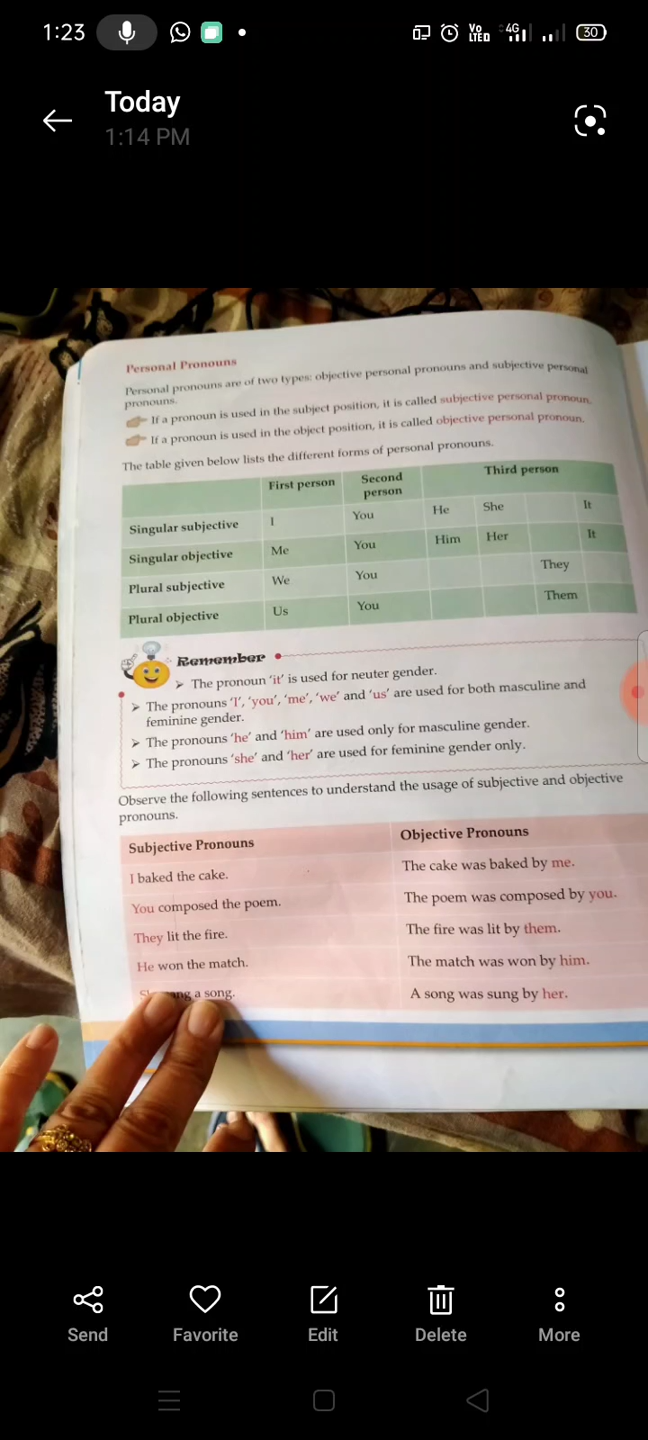 1:23 Vo LTED 4G 30
Today
1:14 PM
Personal Pronouns
Personal pronouns are of two types: objective personal pronouns and subjective personal
pronouns.
If a pronoun is used in the subject position, it is called subjective personal pronoun.
If a pronoun is used in the object position, it is called objective personal pronoun.
The table given below lists the different forms of personal pronouns.
First person Second person Third person
Singular subjective I You He She It
Singular objective Me You Him Her It
Plural subjective We You They
Plural objective Us You Them
Remember
➢ The pronoun 'it' is used for neuter gender.
➢ The pronouns 'I', 'you', 'me', 'we' and 'us' are used for both masculine and
feminine gender.
➢ The pronouns 'he' and 'him' are used only for masculine gender.
➢ The pronouns 'she' and 'her' are used for feminine gender only.
Observe the following sentences to understand the usage of subjective and objective
pronouns.
Subjective Pronouns Objective Pronouns
I baked the cake. The cake was baked by me.
You composed the poem. The poem was composed by you.
They lit the fire. The fire was lit by them.
He won the match. The match was won by him.
a song. A song was sung by her.
Send Favorite Edit Delete More